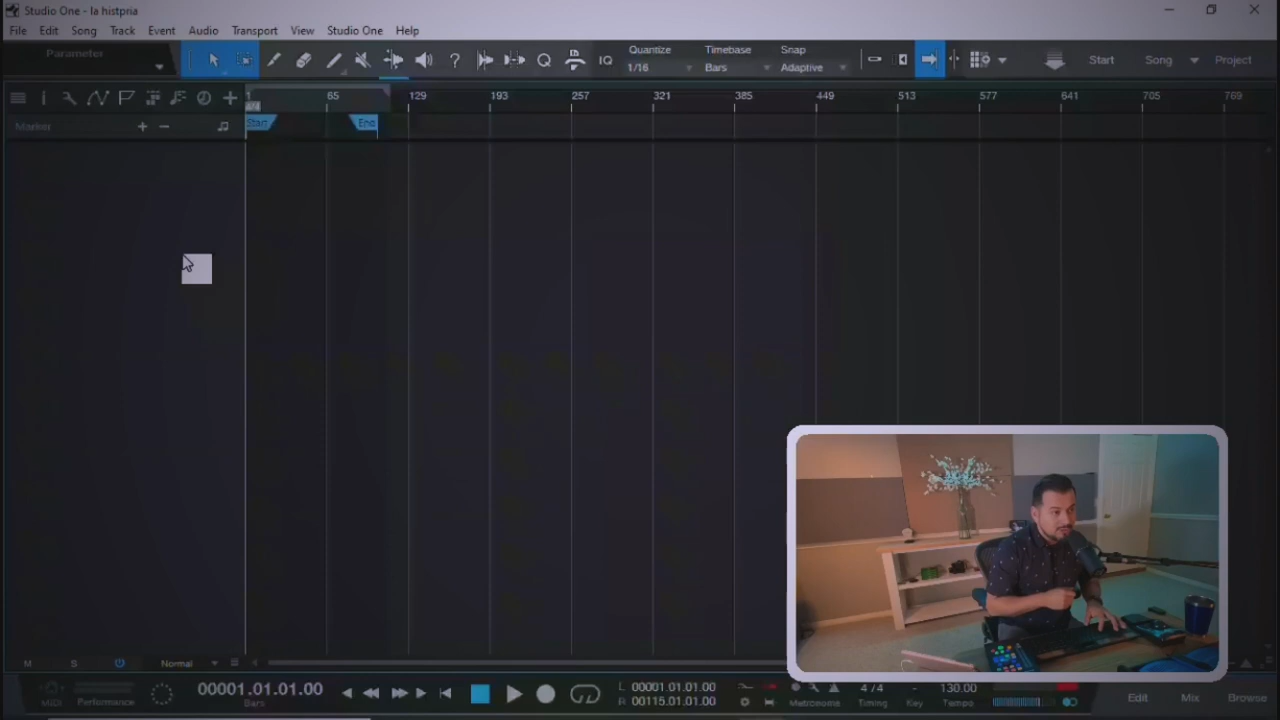 Studio One - la histpria
File Edit Song Track Event Audio Transport View Studio One Help
Parameter
Quantize
1/16
Timebase
Bars
Snap
Adaptive
IQ
Start Song Project
1 65 129 193 257 321 385 449 513 577 641 705 769
4/4
Marker
Start End
M S Normal
MIDI
Performance
00001.01.01.00
Bars
L 00001.01.01.00
R 00115.01.01.00
Metronome
4 / 4
Timing
-
Key
130.00
Tempo
Edit Mix Browse